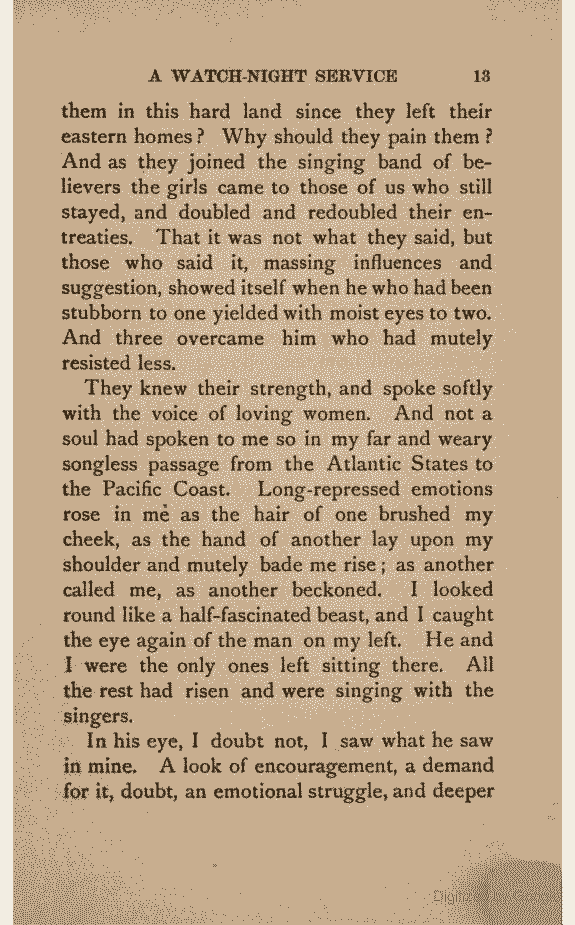 A WATCH-NIGHT SERVICE 13
them in this hard land since they left their
eastern homes? Why should they pain them?
And as they joined the singing band of be-
lievers the girls came to those of us who still
stayed, and doubled and redoubled their en-
treaties. That it was not what they said, but
those who said it, massing influences and
suggestion, showed itself when he who had been
stubborn to one yielded with moist eyes to two.
And three overcame him who had mutely
resisted less.
They knew their strength, and spoke softly
with the voice of loving women. And not a
soul had spoken to me so in my far and weary
songless passage from the Atlantic States to
the Pacific Coast. Long-repressed emotions
rose in me as the hair of one brushed my
cheek, as the hand of another lay upon my
shoulder and mutely bade me rise; as another
called me, as another beckoned. I looked
round like a half-fascinated beast, and I caught
the eye again of the man on my left. He and
I were the only ones left sitting there. All
the rest had risen and were singing with the
singers.
In his eye, I doubt not, I saw what he saw
in mine. A look of encouragement, a demand
for it, doubt, an emotional struggle, and deeper
Digitized by Google